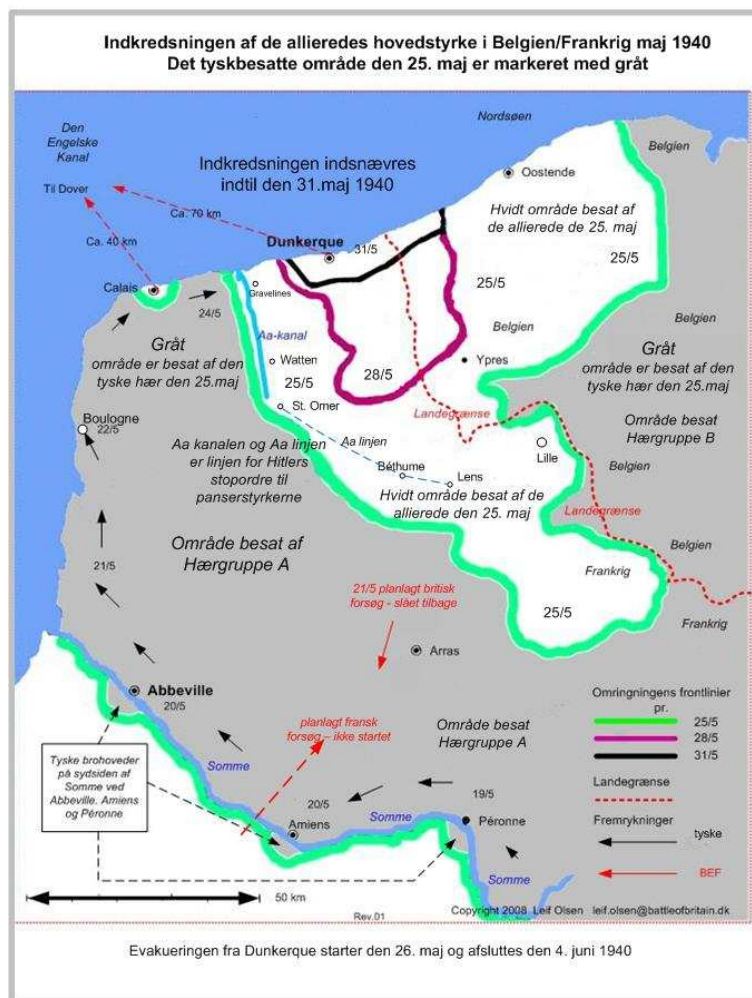 Indkredsningen af de allieredes hovedstyrke i Belgien/Frankrig maj 1940
Det tyskbesatte område den 25. maj er markeret med gråt
Nordsøen
Den
Engelske
Kanal
Til Dover
Indkredsningen indsnævres
indtil den 31.maj 1940
Belgien
Oostende
Ca. 70 km
Ca. 40 km
Hvidt område besat af
de allierede de 25. maj
Dunkerque
31/5
25/5
25/5
Calais
Gravelines
24/5
Belgien
Belgien
Aa-kanal
Gråt
område er besat af den
tyske hær den 25.maj
Watten
25/5
28/5
Ypres
Gråt
område er besat af den
tyske hær den 25.maj
St. Omer
Landegrænse
Boulogne
22/5
Område besat
Hærgruppe B
Aa kanalen og Aa linjen
er linjen for Hitlers
stopordre til
panserstyrkerne
Aa linjen
Lille
Béthume
Lens
Belgien
Hvidt område besat af de
allierede den 25. maj
Landegrænse
Område besat af
Hærgruppe A
Belgien
21/5
21/5 planlagt britisk
forsøg - slået tilbage
Frankrig
25/5
Frankrig
Arras
Abbeville
20/5
Omringningens frontlinier
pr.
25/5
28/5
31/5
planlagt fransk
forsøg – ikke startet
Område besat
Hærgruppe A
Tyske brohoveder
på sydsiden af
Somme ved
Abbeville. Amiens
og Péronne
Somme
Landegrænse
Fremrykninger
tyske
BEF
20/5
19/5
Somme
Amiens
Péronne
Somme
50 km
Rev.01
Copyright 2008 Leif Olsen leif.olsen@battleofbritain.dk
Evakueringen fra Dunkerque starter den 26. maj og afsluttes den 4. juni 1940